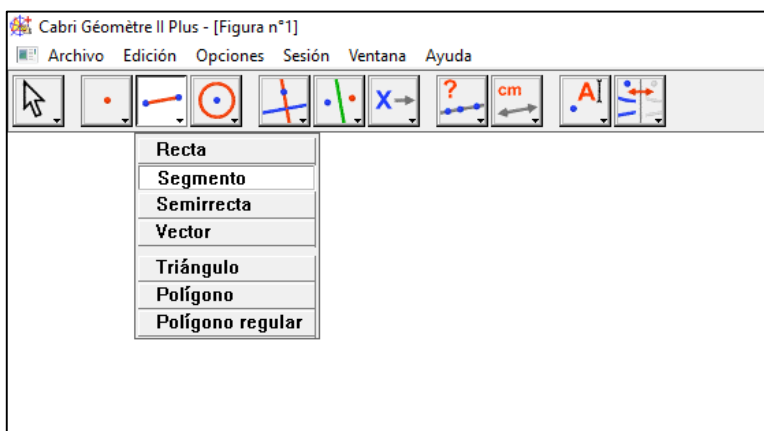 Cabri Géomètre II Plus - [Figura n°1]
Archivo Edición Opciones Sesión Ventana Ayuda
X ? cm A
Recta
Segmento
Semirrecta
Vector
Triángulo
Polígono
Polígono regular